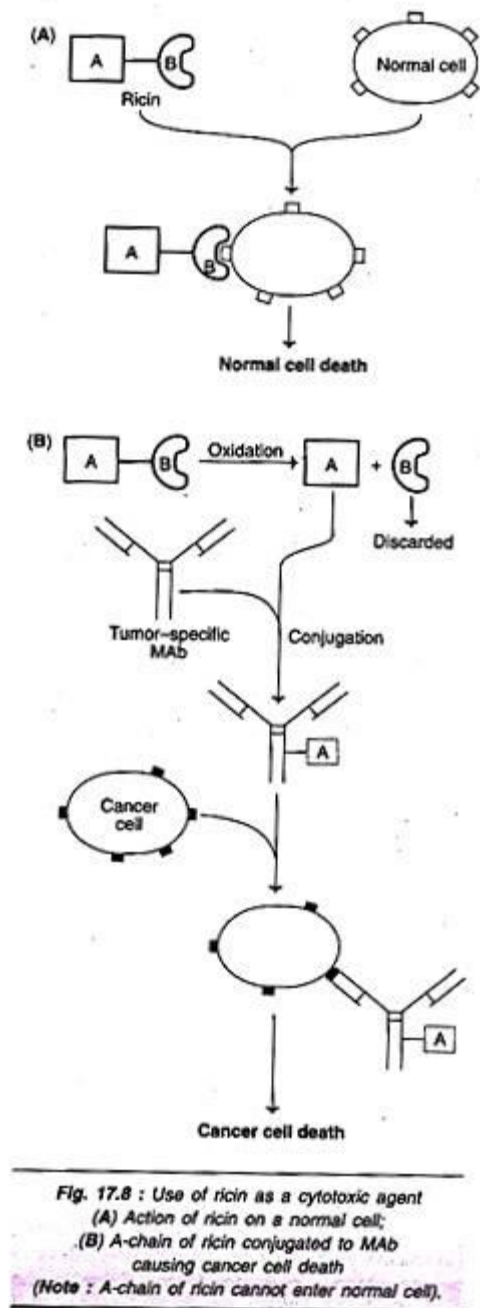 (A)
A
B
Ricin
Normal cell
A
B
Normal cell death
(B)
A
B
Oxidation
A
+
B
Discarded
Tumor–specific
MAb
Conjugation
A
Cancer
cell
A
Cancer cell death
Fig. 17.8 : Use of ricin as a cytotoxic agent
(A) Action of ricin on a normal cell;
(B) A-chain of ricin conjugated to MAb
causing cancer cell death
(Note : A-chain of ricin cannot enter normal cell).